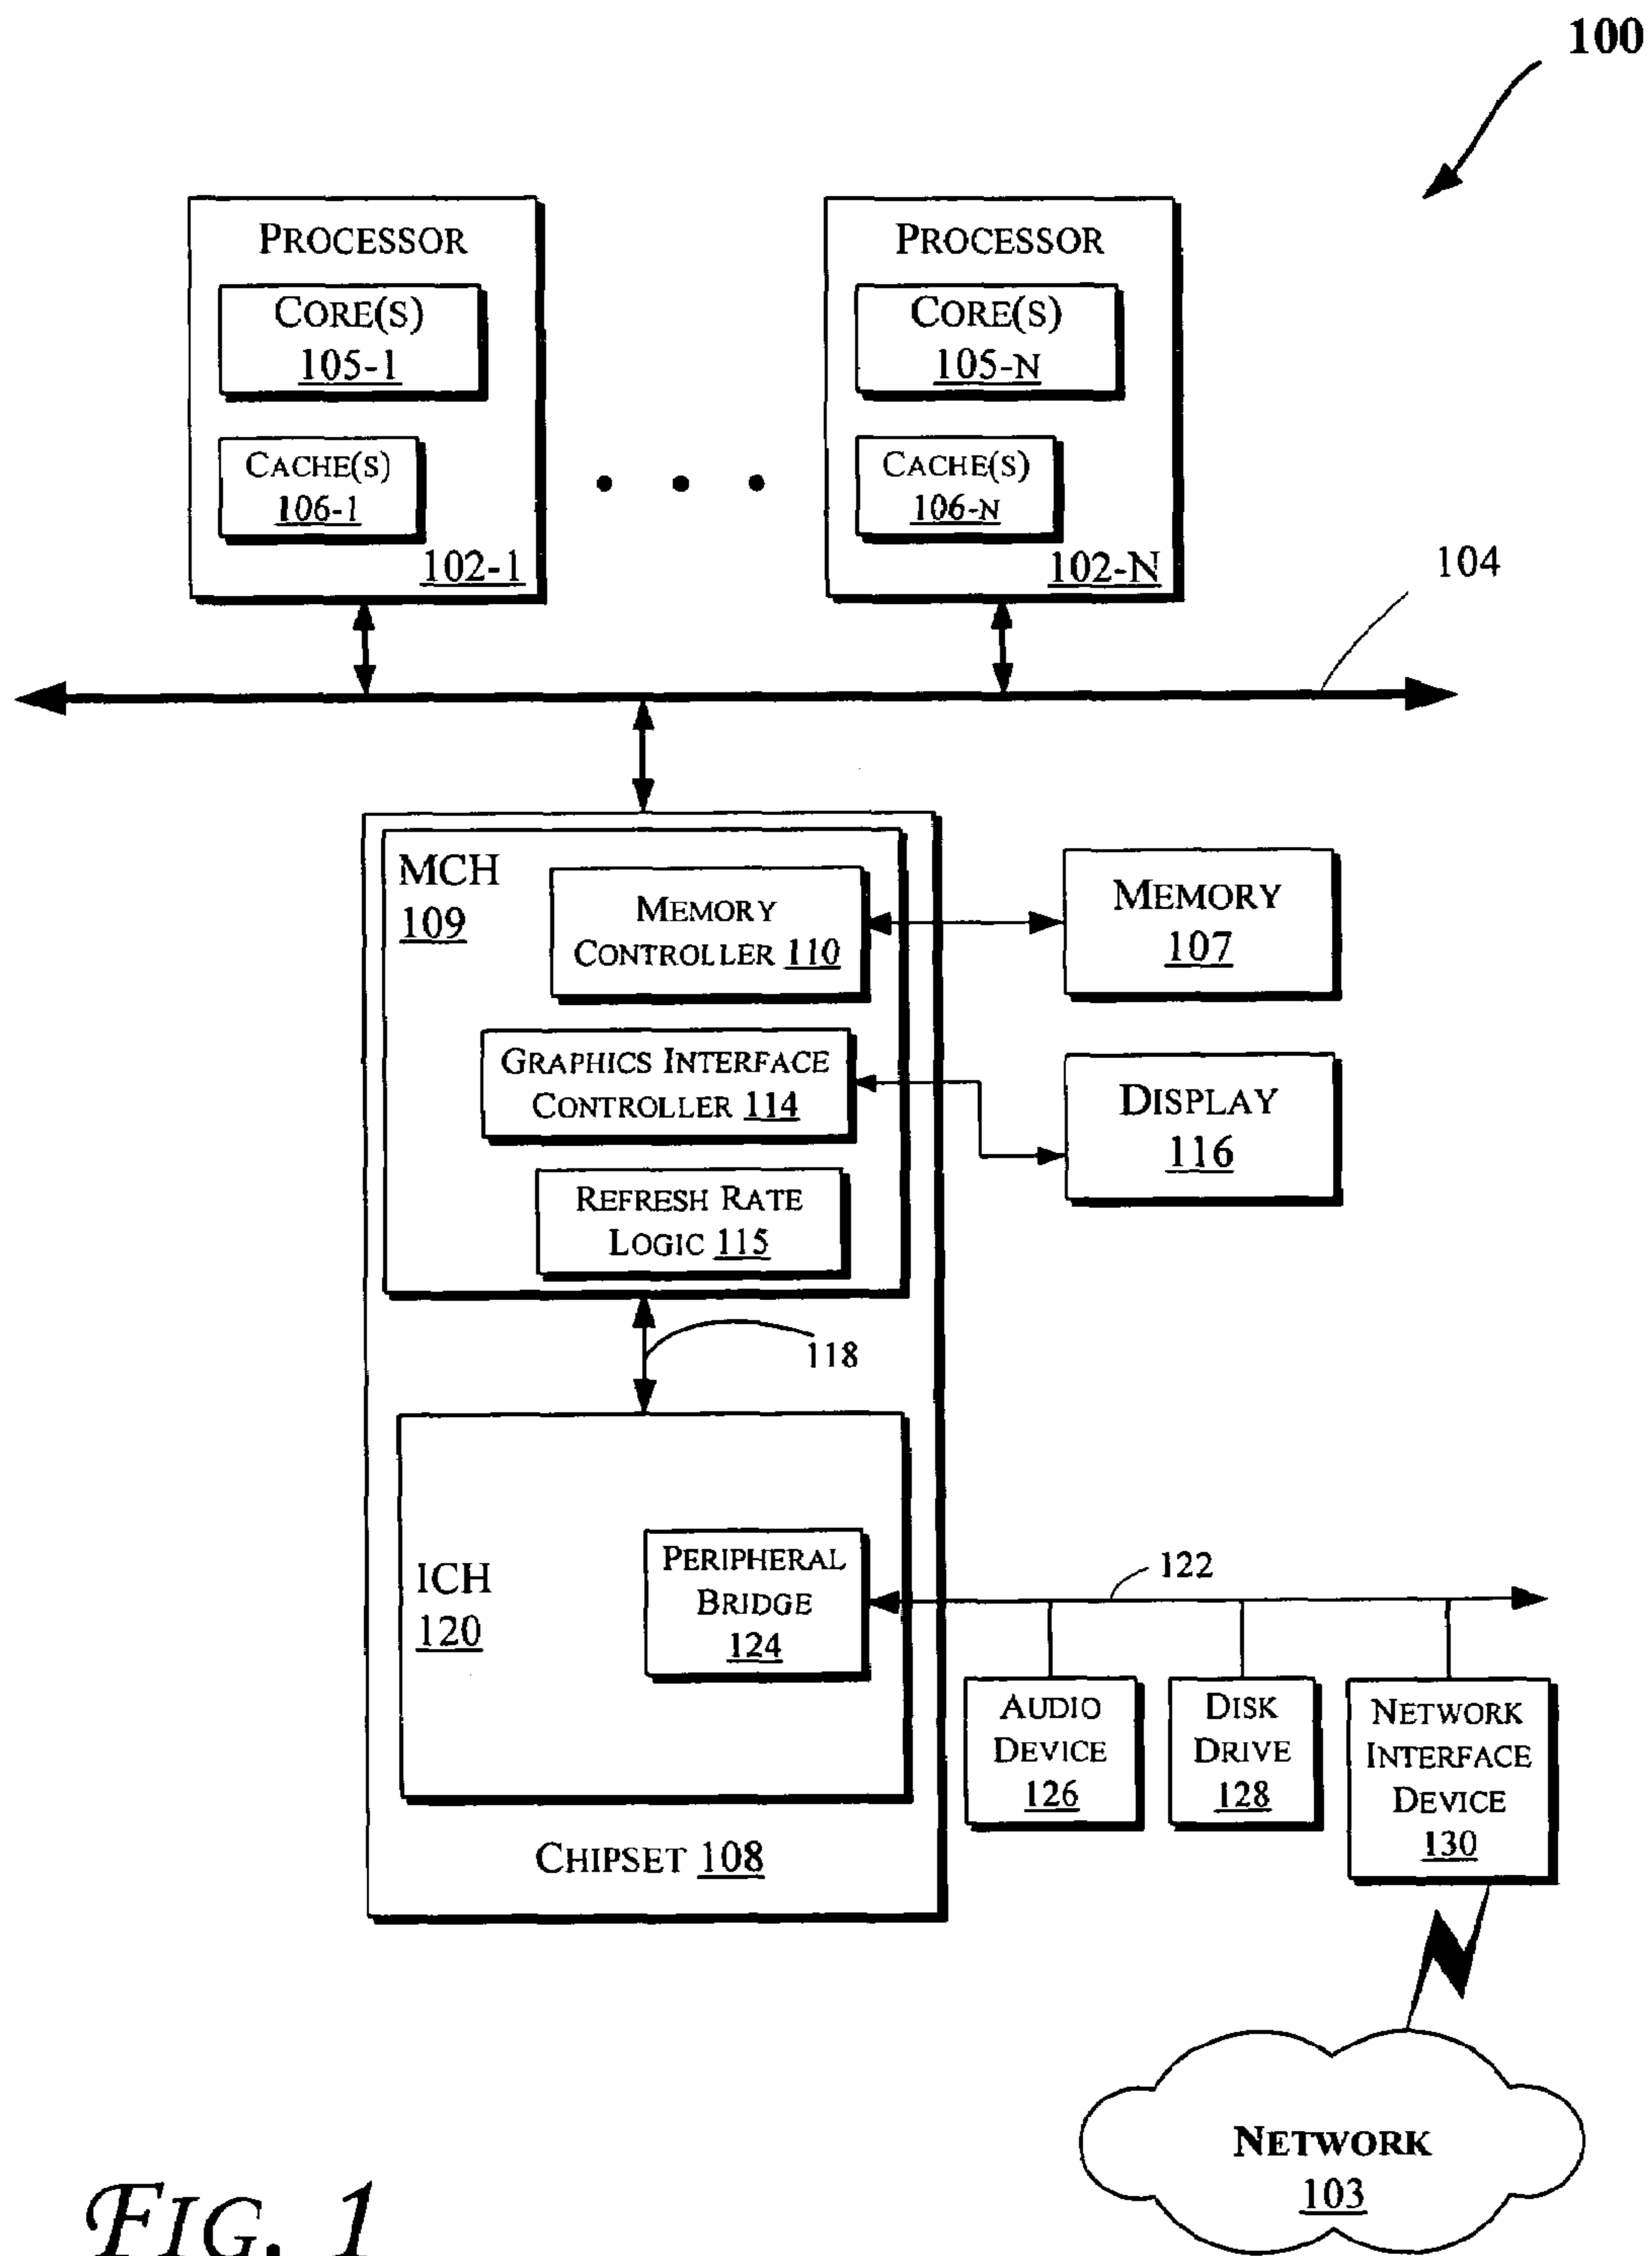 100
PROCESSOR
CORE(S)
105-1
CACHE(S)
106-1
102-1
PROCESSOR
CORE(S)
105-N
CACHE(S)
106-N
102-N
104
MCH
109
MEMORY
CONTROLLER 110
GRAPHICS INTERFACE
CONTROLLER 114
REFRESH RATE
LOGIC 115
MEMORY
107
DISPLAY
116
118
ICH
120
PERIPHERAL
BRIDGE
124
122
AUDIO
DEVICE
126
DISK
DRIVE
128
NETWORK
INTERFACE
DEVICE
130
CHIPSET 108
NETWORK
103
FIG. 1